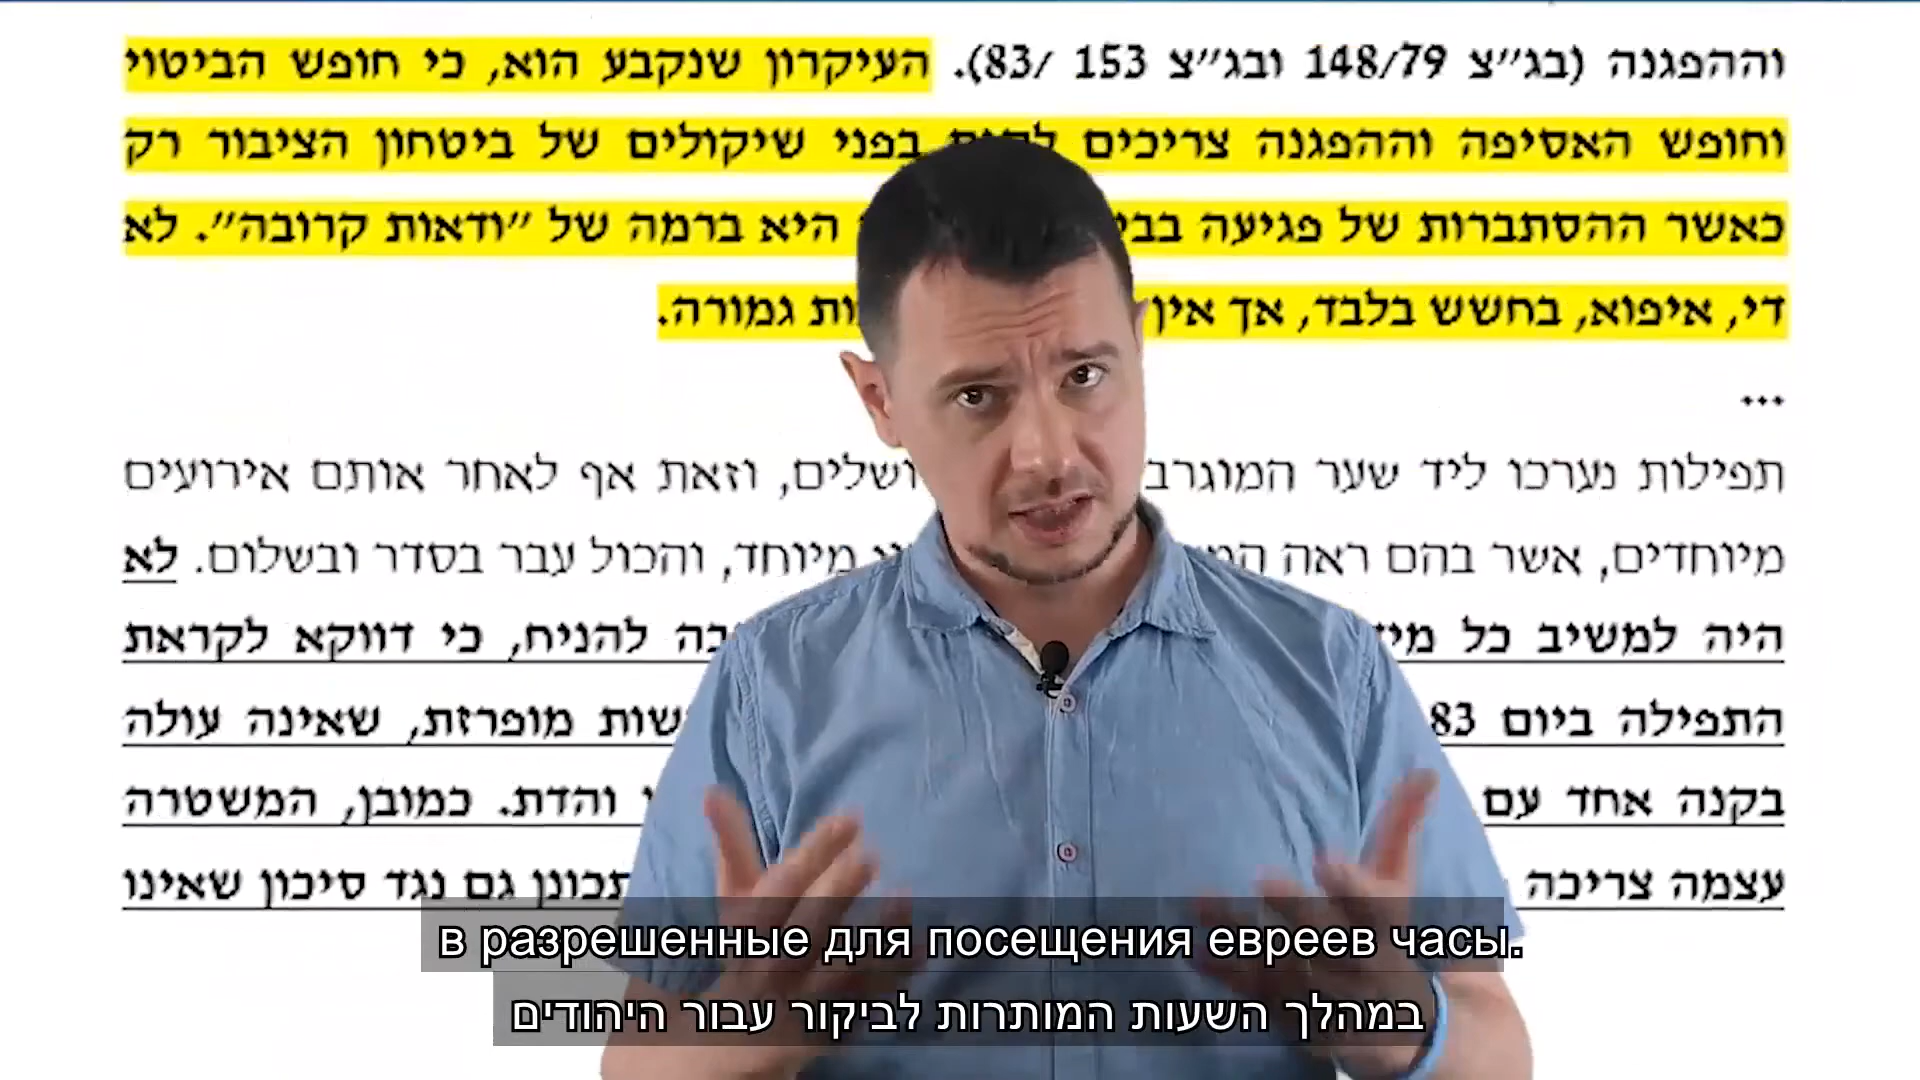 וההפגנה (בג״צ 148/79 ובג״צ 153 /83). העיקרון שנקבע הוא, כי חופש הביטוי
וחופש האסיפה וההפגנה צריכים בפני שיקולים של ביטחון הציבור רק
כאשר ההסתברות של פגיעה היא ברמה של ״ודאות קרובה״. לא
די, איפוא, בחשש בלבד, אך אין גמורה.
...
תפילות נערכו ליד שער וזאת אף לאחר אותם אירועים
מיוחדים, אשר בהם ראה מיוחד, והכול עבר בסדר ובשלום. לא
היה למשיב כל להניח, כי דווקא לקראת
התפילה ביום מופרזת, שאינה עולה
בקנה אחד עם והדת. כמובן, המשטרה
עצמה צריכה גם נגד סיכון שאינו
в разрешенные для посещения евреев часы.
במהלך השעות המותרות לביקור עבור היהודים